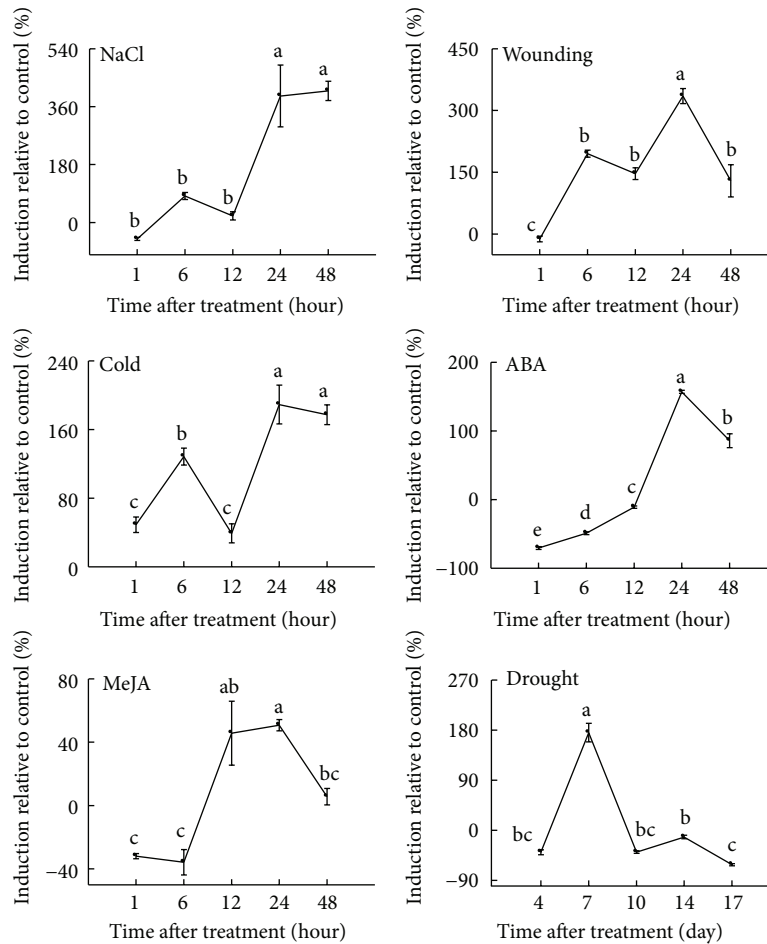 Induction relative to control (%)
NaCl
540
360
180
0
a
a
b
b
b
1 6 12 24 48
Time after treatment (hour)
Induction relative to control (%)
Wounding
450
300
150
0
a
b
b
b
c
1 6 12 24 48
Time after treatment (hour)
Induction relative to control (%)
Cold
240
160
80
0
a
a
b
c
c
1 6 12 24 48
Time after treatment (hour)
Induction relative to control (%)
ABA
200
100
0
−100
a
b
c
d
e
1 6 12 24 48
Time after treatment (hour)
Induction relative to control (%)
MeJA
80
40
0
−40
ab
a
bc
c
c
1 6 12 24 48
Time after treatment (hour)
Induction relative to control (%)
Drought
270
180
90
0
−90
a
bc
bc
b
c
4 7 10 14 17
Time after treatment (day)